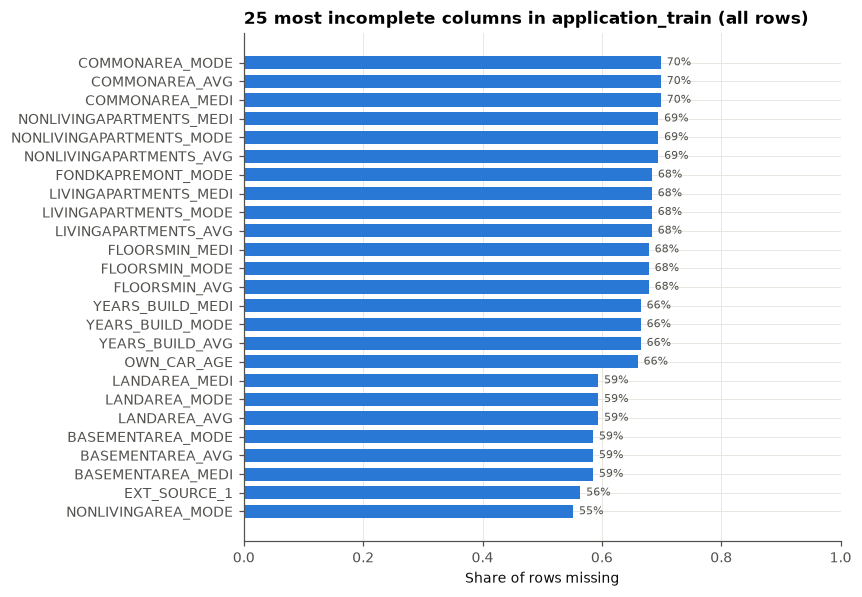 25 most incomplete columns in application_train (all rows)
COMMONAREA_MODE 70%
COMMONAREA_AVG 70%
COMMONAREA_MEDI 70%
NONLIVINGAPARTMENTS_MEDI 69%
NONLIVINGAPARTMENTS_MODE 69%
NONLIVINGAPARTMENTS_AVG 69%
FONDKAPREMONT_MODE 68%
LIVINGAPARTMENTS_MEDI 68%
LIVINGAPARTMENTS_MODE 68%
LIVINGAPARTMENTS_AVG 68%
FLOORSMIN_MEDI 68%
FLOORSMIN_MODE 68%
FLOORSMIN_AVG 68%
YEARS_BUILD_MEDI 66%
YEARS_BUILD_MODE 66%
YEARS_BUILD_AVG 66%
OWN_CAR_AGE 66%
LANDAREA_MEDI 59%
LANDAREA_MODE 59%
LANDAREA_AVG 59%
BASEMENTAREA_MODE 59%
BASEMENTAREA_AVG 59%
BASEMENTAREA_MEDI 59%
EXT_SOURCE_1 56%
NONLIVINGAREA_MODE 55%
0.0 0.2 0.4 0.6 0.8 1.0
Share of rows missing